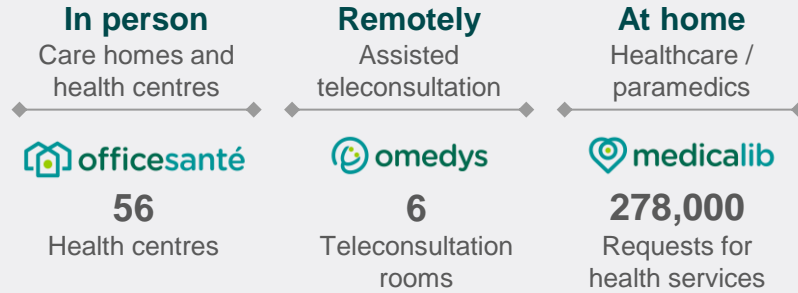 In person
Care homes and
health centres
officesanté
56
Health centres
Remotely
Assisted
teleconsultation
omedys
6
Teleconsultation
rooms
At home
Healthcare /
paramedics
medicalib
278,000
Requests for
health services